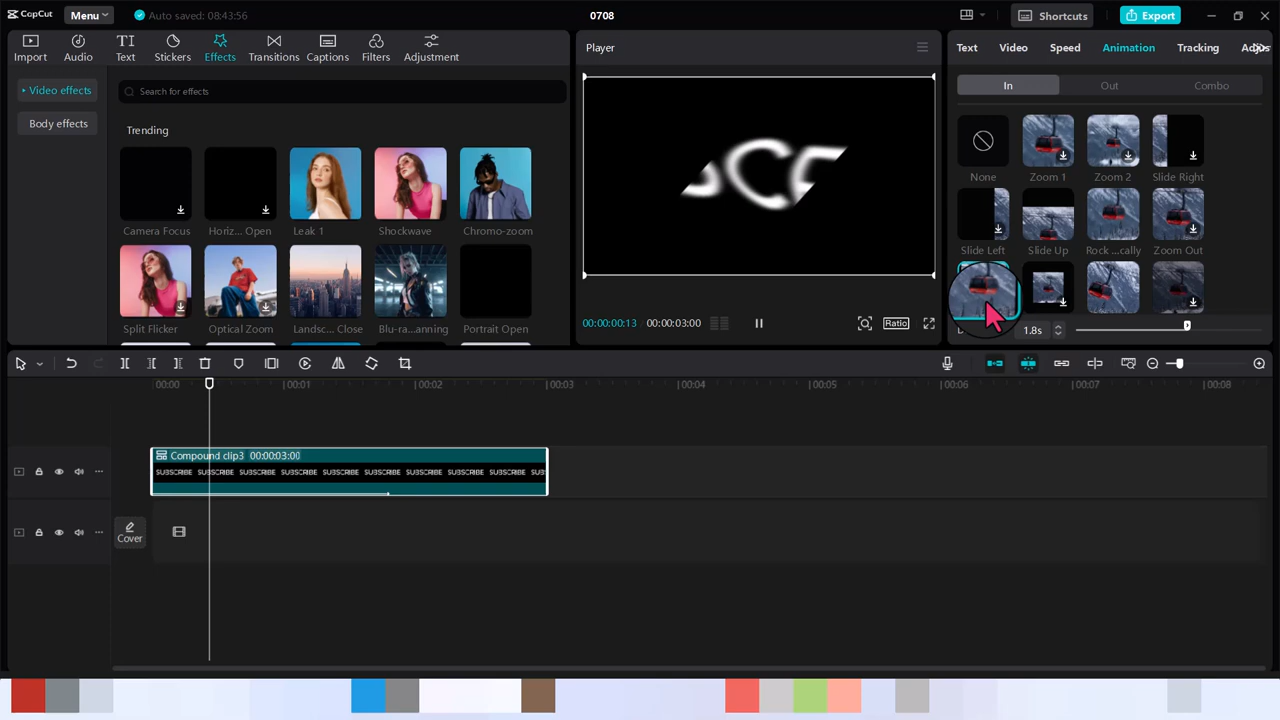 CapCut Menu Auto saved: 08:43:56 0708 Shortcuts Export
Import Audio Text Stickers Effects Transitions Captions Filters Adjustment
Player
Text Video Speed Animation Tracking
Video effects
Body effects
Search for effects
Trending
Camera Focus Horiz... Open Leak 1 Shockwave Chromo-zoom
Split Flicker Optical Zoom Landsc... Close Blu-ra...anning Portrait Open
00:00:00:13 00:00:03:00 Ratio
In Out Combo
None Zoom 1 Zoom 2 Slide Right
Slide Left Slide Up Rock ...cally Zoom Out
1.8s
00:00 00:01 00:02 00:03 00:04 00:05 00:06 00:07 00:08
Compound clip3 00:00:03:00
SUBSCRIBE SUBSCRIBE SUBSCRIBE SUBSCRIBE SUBSCRIBE SUBSCRIBE SUBSCRIBE SUBSCRIBE SUBSCRIBE SUBS
Cover